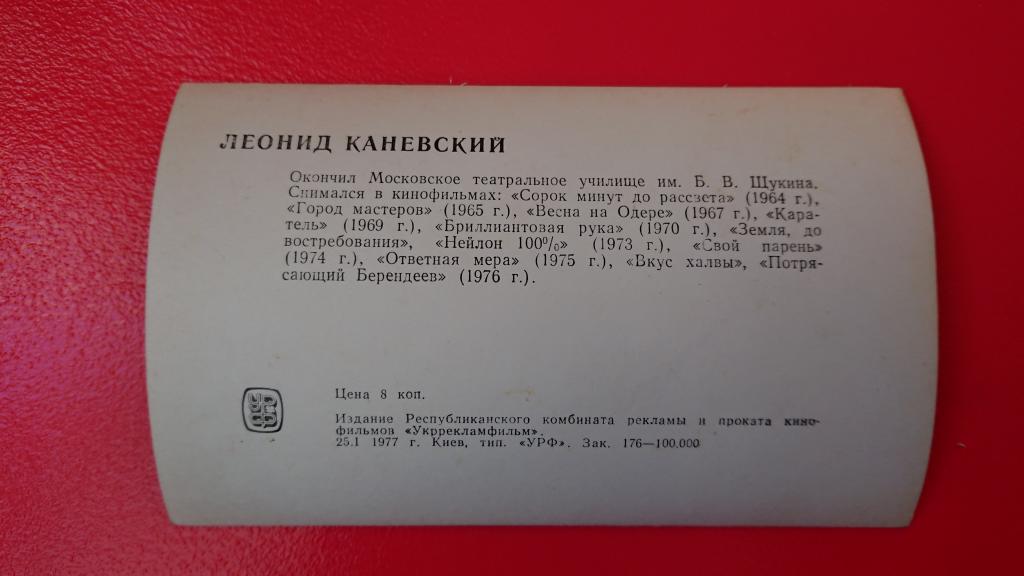 ЛЕОНИД КАНЕВСКИЙ
Окончил Московское театральное училище им. Б. В. Щукина.
Снимался в кинофильмах: «Сорок минут до рассвета» (1964 г.),
«Город мастеров» (1965 г.), «Весна на Одере» (1967 г.), «Кара-
тель» (1969 г.), «Бриллиантовая рука» (1970 г.), «Земля, до
востребования», «Нейлон 100%» (1973 г.), «Свой парень»
(1974 г.), «Ответная мера» (1975 г.), «Вкус халвы», «Потря-
сающий Берендеев» (1976 г.).
Цена 8 коп.
Издание Республиканского комбината рекламы и проката кино-
фильмов «Укррекламфильм».
25.I 1977 г. Киев, тип. «УРФ». Зак. 176—100.000